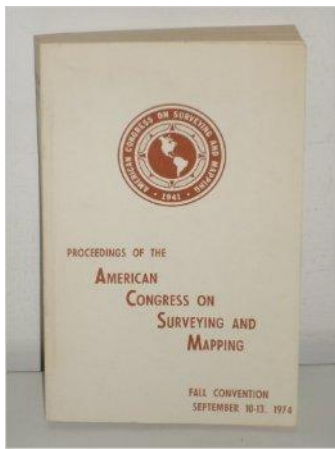 AMERICAN CONGRESS ON SURVEYING AND MAPPING
• 1941 •
PROCEEDINGS OF THE
AMERICAN
CONGRESS ON
SURVEYING AND
MAPPING
FALL CONVENTION
SEPTEMBER 10-13, 1974